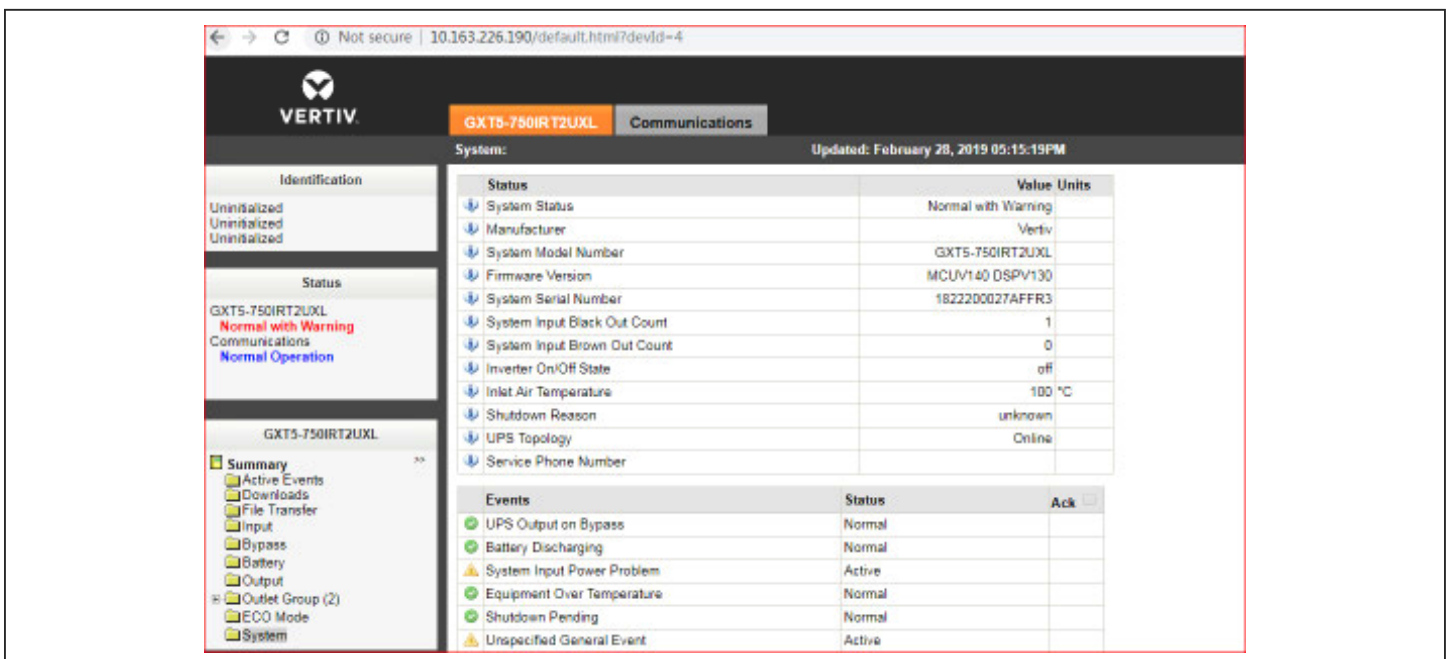 Not secure | 10.163.226.190/default.html?devId=4
VERTIV.
GXT5-750IRT2UXL Communications
System: Updated: February 28, 2019 05:15:19PM
Identification
Uninitialized
Uninitialized
Uninitialized
Status
GXT5-750IRT2UXL
Normal with Warning
Communications
Normal Operation
GXT5-750IRT2UXL
Summary »
Active Events
Downloads
File Transfer
Input
Bypass
Battery
Output
Outlet Group (2)
ECO Mode
System
Status Value Units
System Status Normal with Warning
Manufacturer Vertiv
System Model Number GXT5-750IRT2UXL
Firmware Version MCUV140 DSPV130
System Serial Number 1822200027AFFR3
System Input Black Out Count 1
System Input Brown Out Count 0
Inverter On/Off State off
Inlet Air Temperature 100 °C
Shutdown Reason unknown
UPS Topology Online
Service Phone Number
Events Status Ack
UPS Output on Bypass Normal
Battery Discharging Normal
System Input Power Problem Active
Equipment Over Temperature Normal
Shutdown Pending Normal
Unspecified General Event Active